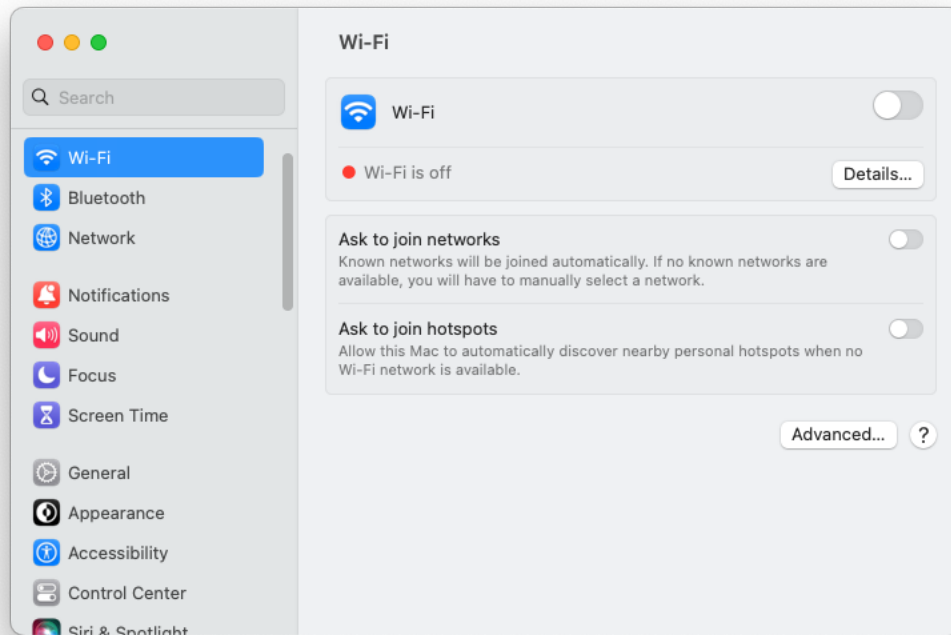 Search
Wi-Fi
Bluetooth
Network
Notifications
Sound
Focus
Screen Time
General
Appearance
Accessibility
Control Center
Siri & Spotlight
Wi-Fi
Wi-Fi
Wi-Fi is off
Details...
Ask to join networks
Known networks will be joined automatically. If no known networks are
available, you will have to manually select a network.
Ask to join hotspots
Allow this Mac to automatically discover nearby personal hotspots when no
Wi-Fi network is available.
Advanced...
?